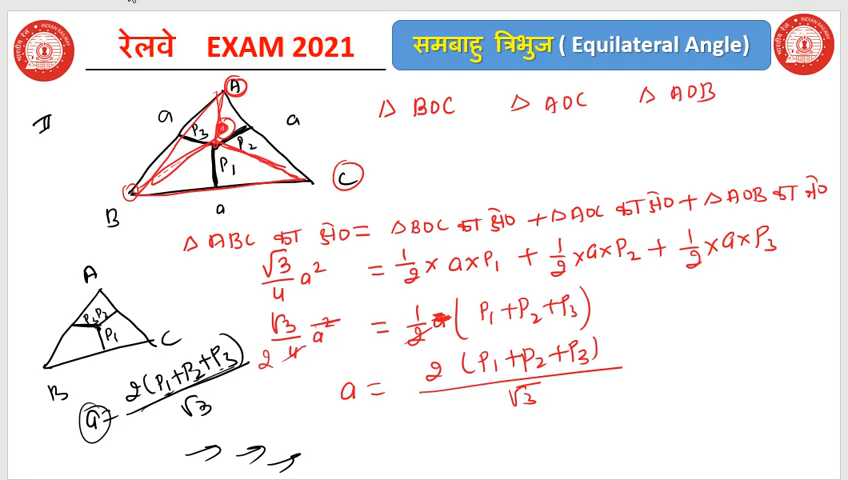 रेलवे EXAM 2021
समबाहु त्रिभुज ( Equilateral Angle)
II
A
a
a
P3
P2
P1
B
a
C
△ BOC △ AOC △ AOB
△ ABC का क्षे० = △BOC का क्षे० + △AOC का क्षे० + △AOB का क्षे०
√3/4 a² = 1/2 × a × P1 + 1/2 × a × P2 + 1/2 × a × P3
√3/4 a² = 1/2 a ( P1 + P2 + P3 )
2
a = 2 (P1 + P2 + P3) / √3
A
P3 P2
P1
B
C
a = 2(P1+P2+P3) / √3